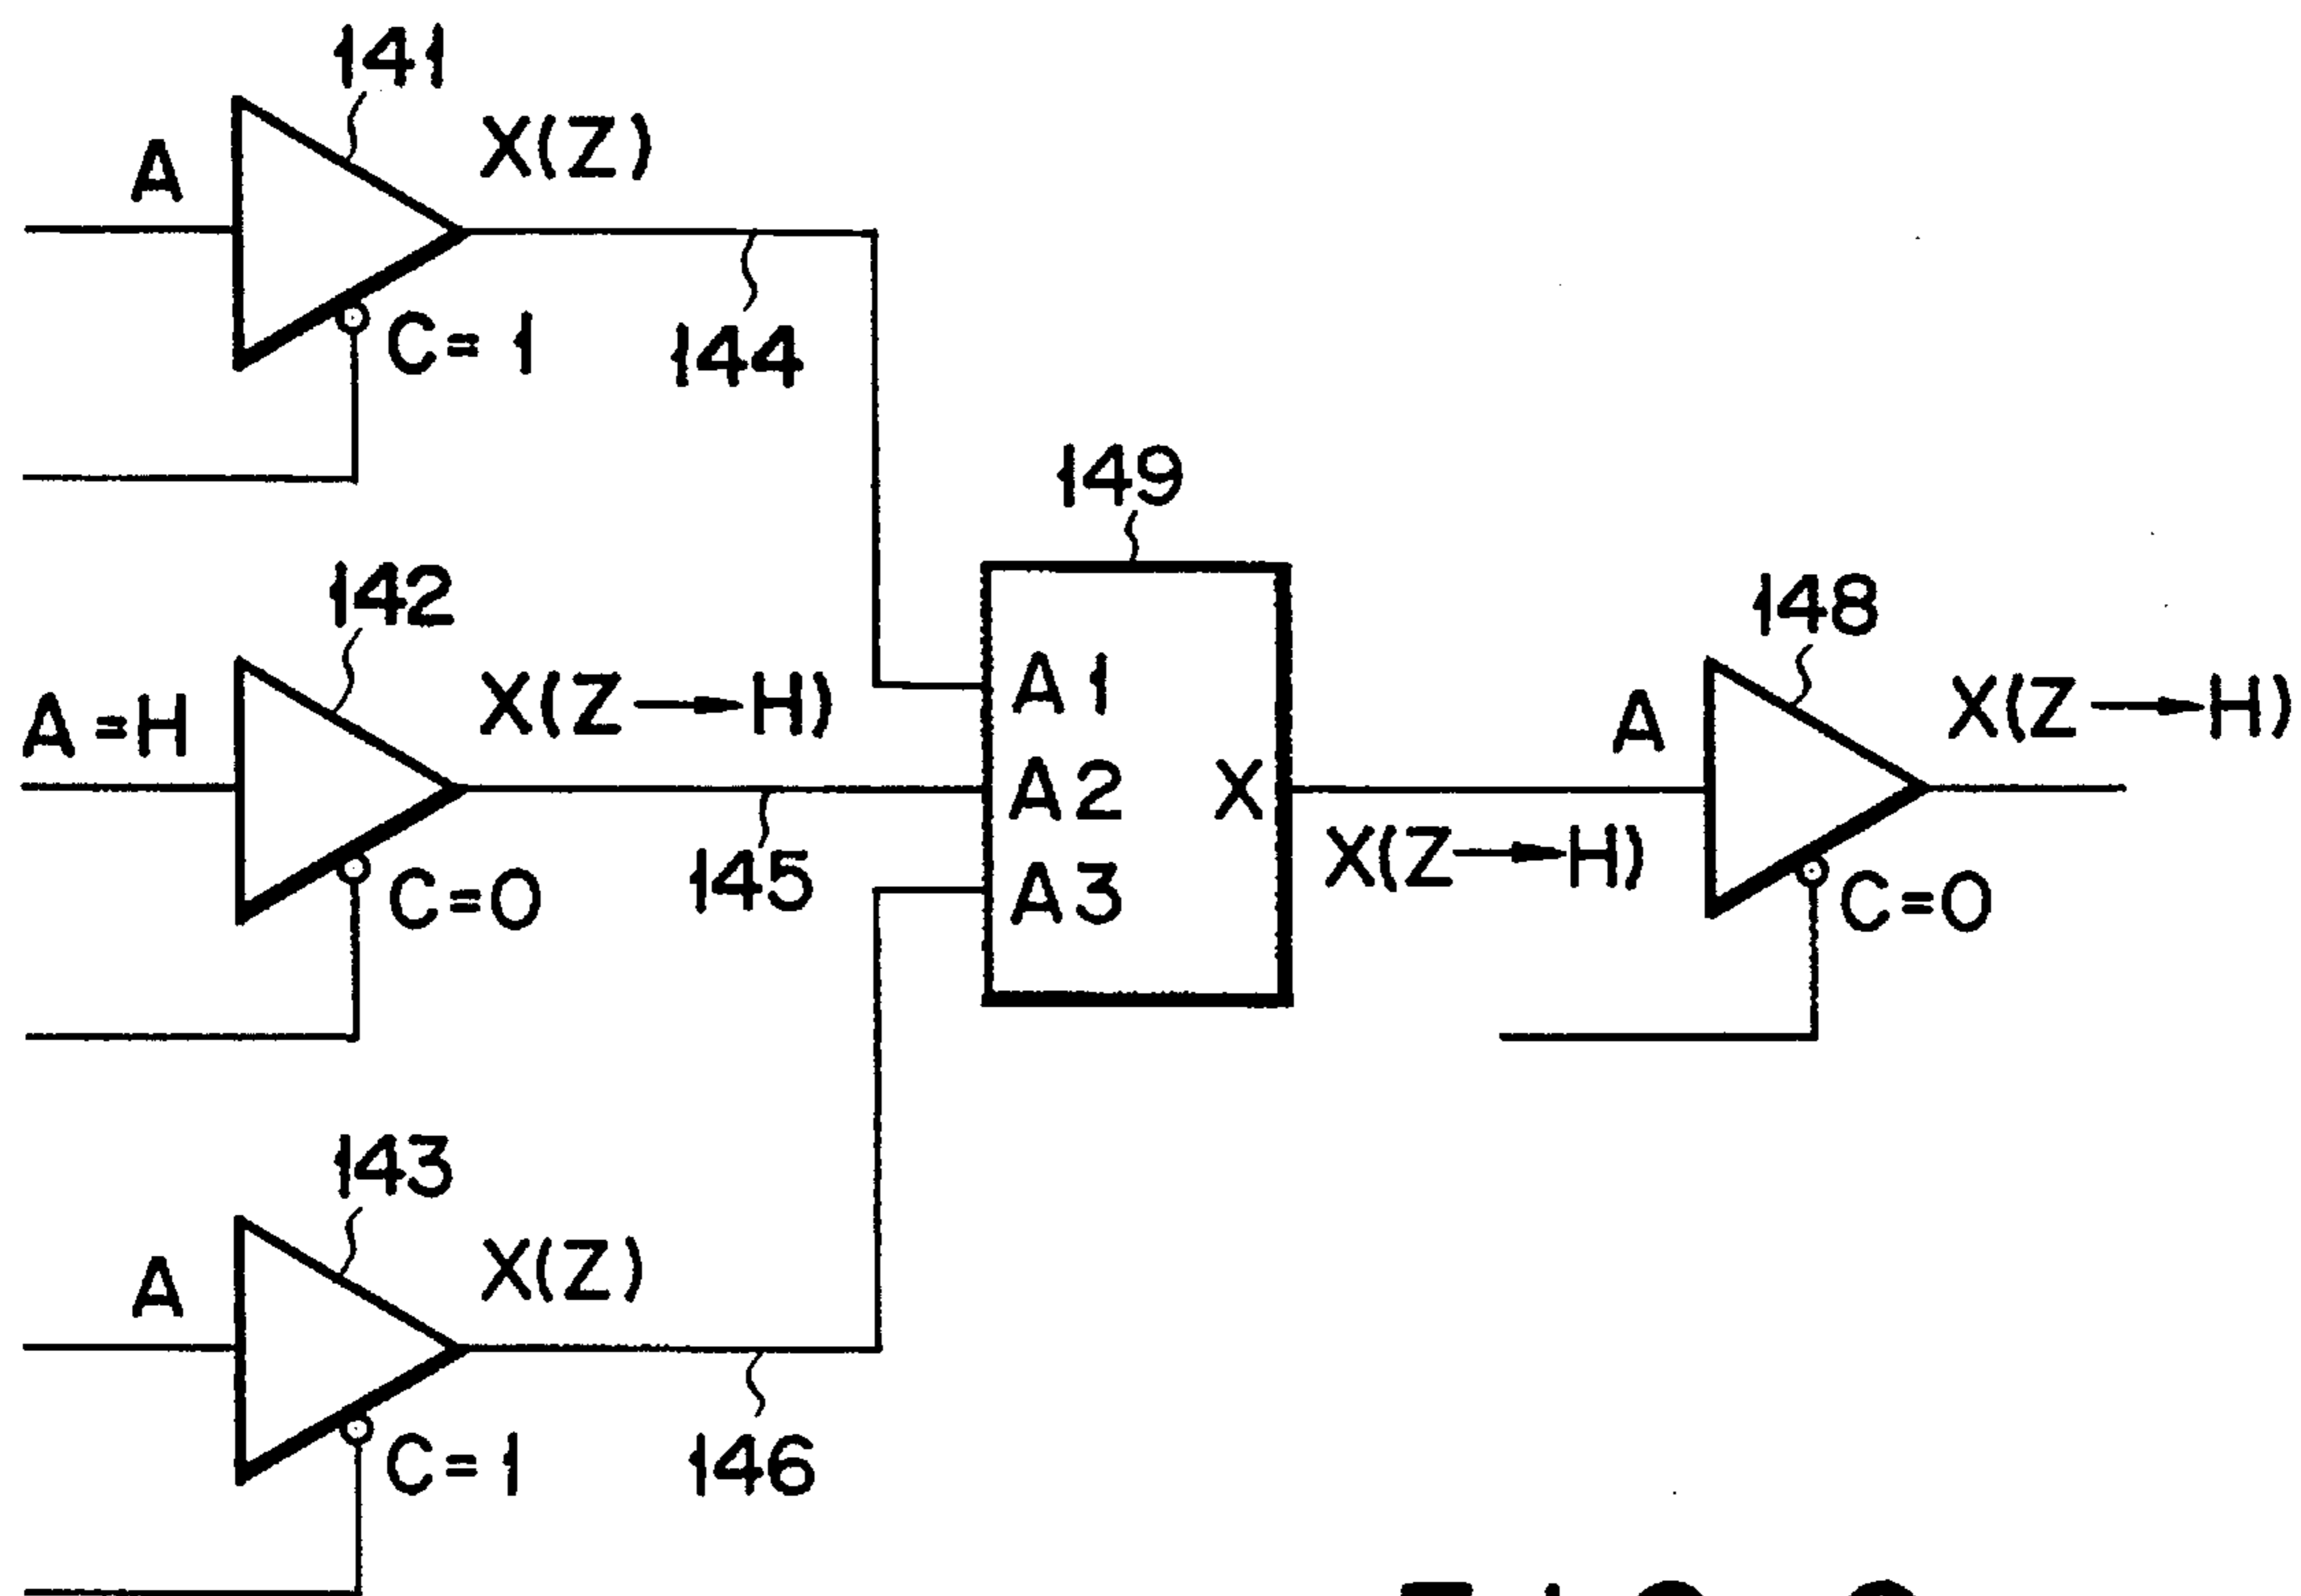 141
A
X(Z)
C=1
144
149
142
148
A=H
X(Z→H)
A1
A
X(Z→H)
A2
X
145
X(Z→H)
A3
C=0
C=0
143
A
X(Z)
C=1
146